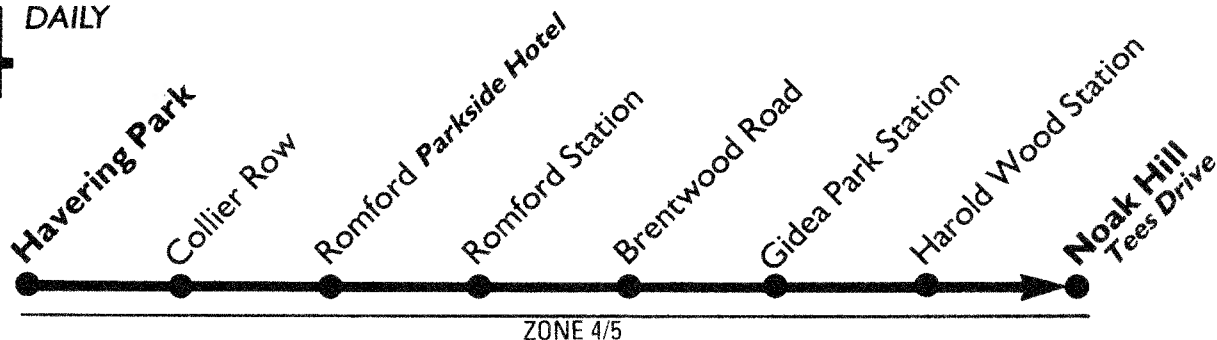 DAILY
Havering Park
Collier Row
Romford Parkside Hotel
Romford Station
Brentwood Road
Gidea Park Station
Harold Wood Station
Noak Hill
Tees Drive
ZONE 4/5